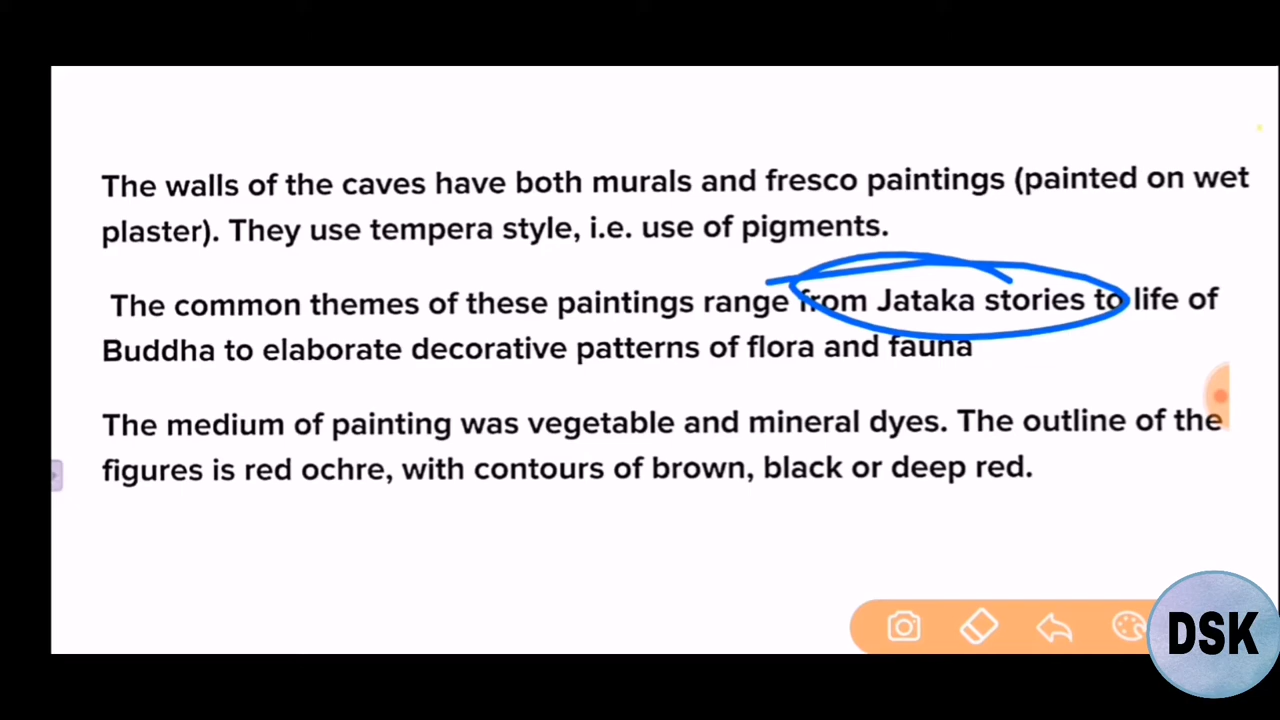 The walls of the caves have both murals and fresco paintings (painted on wet
plaster). They use tempera style, i.e. use of pigments.
The common themes of these paintings range from Jataka stories to life of
Buddha to elaborate decorative patterns of flora and fauna
The medium of painting was vegetable and mineral dyes. The outline of the
figures is red ochre, with contours of brown, black or deep red.
DSK